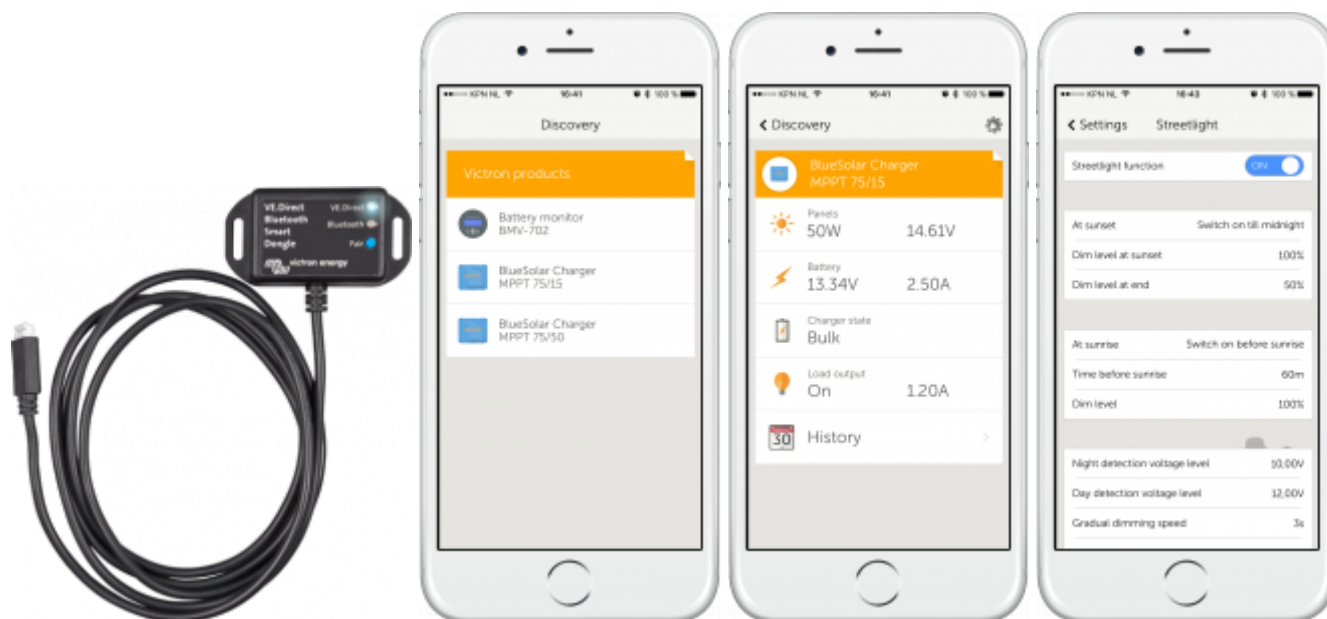 VE.Direct
Bluetooth
Smart
Dongle
VE.Direct
Bluetooth
Pair
victron energy
KPN NL 16:41 100 %
Discovery
Victron products
Battery monitor
BMV-702
BlueSolar Charger
MPPT 75/15
BlueSolar Charger
MPPT 75/50
KPN NL 16:41 100 %
Discovery
BlueSolar Charger
MPPT 75/15
Panels
50W 14.61V
Battery
13.34V 2.50A
Charger state
Bulk
Load output
On 1.20A
30 History
KPN NL 16:43 100 %
Settings Streetlight
Streetlight function ON
At sunset Switch on till midnight
Dim level at sunset 100%
Dim level at end 50%
At sunrise Switch on before sunrise
Time before sunrise 60m
Dim level 100%
Night detection voltage level 10,00V
Day detection voltage level 12,00V
Gradual dimming speed 3s